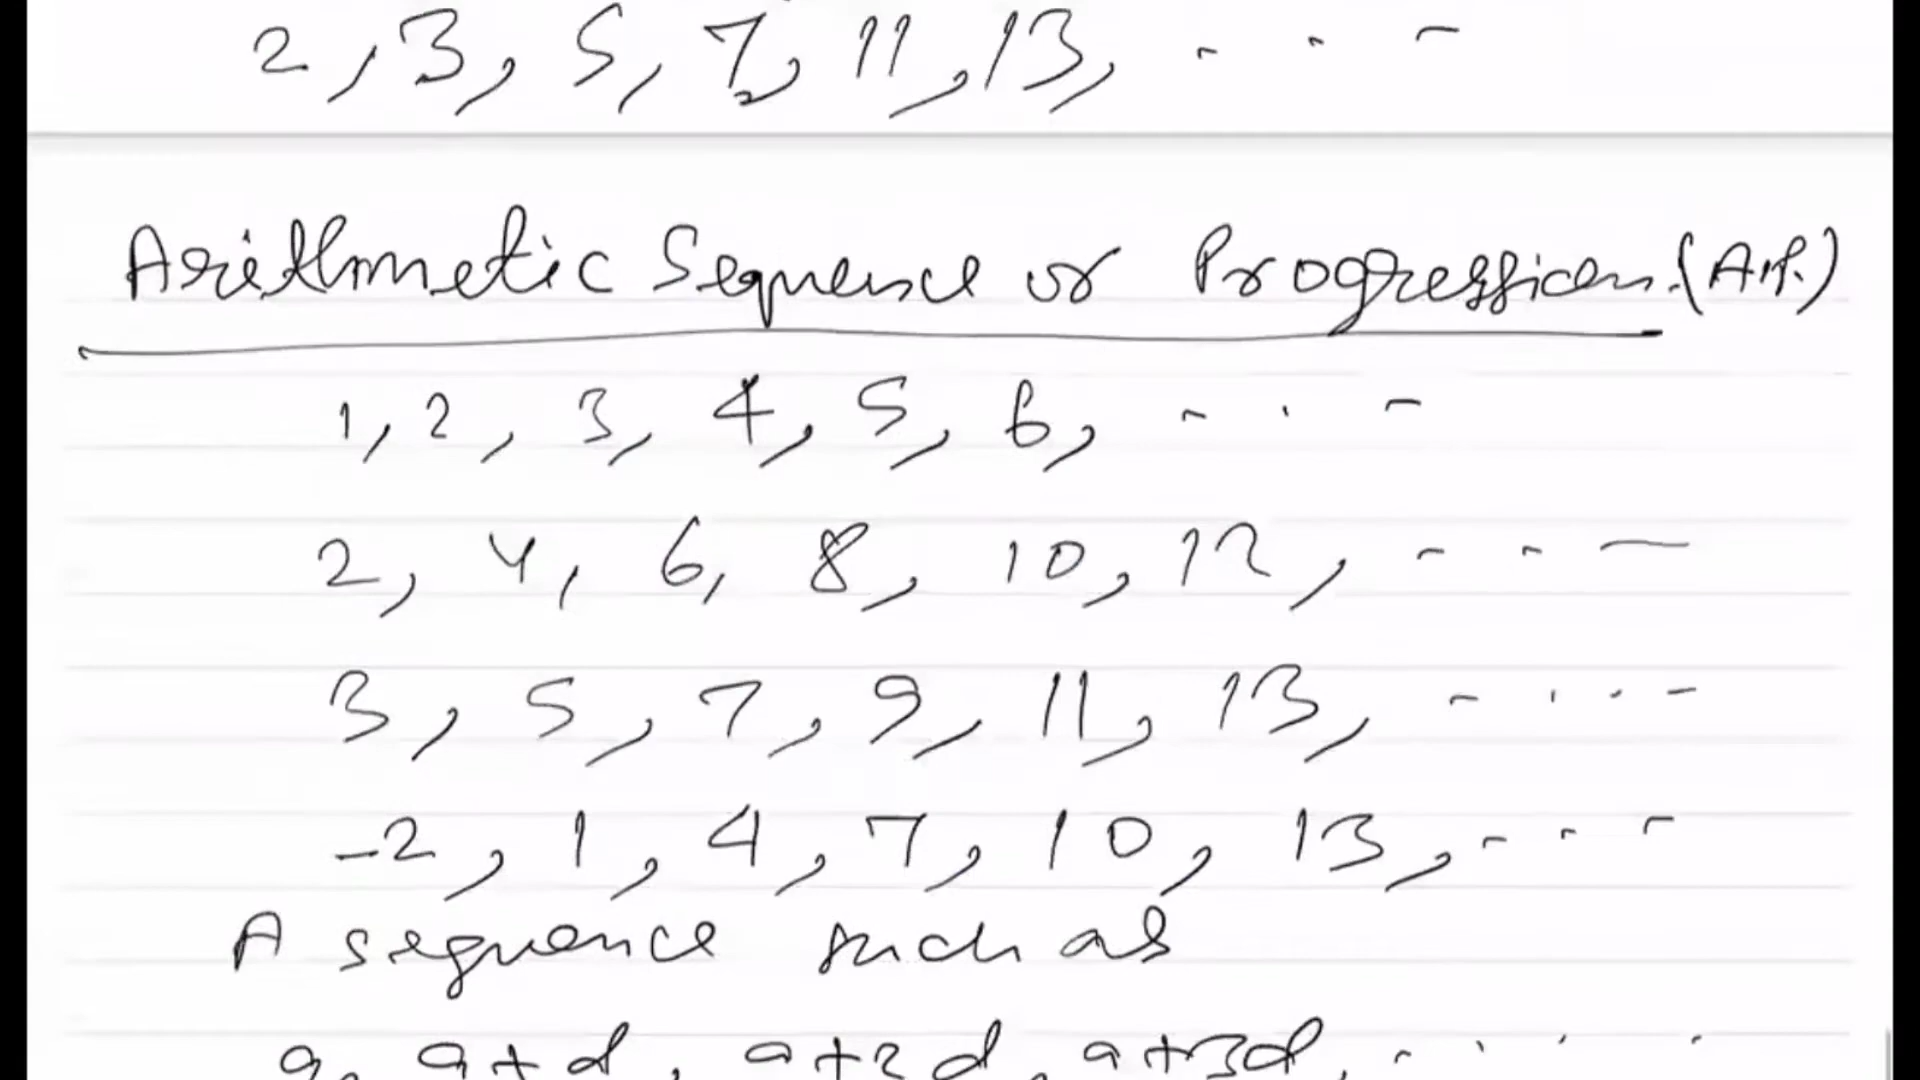 2, 3, 5, 7, 11, 13, - - -
Arithmetic Sequence or Progression. (A.P.)
1, 2, 3, 4, 5, 6, - - -
2, 4, 6, 8, 10, 12, - - -
3, 5, 7, 9, 11, 13, - - - -
-2, 1, 4, 7, 10, 13, - - -
A sequence such as
a, a+d, a+2d, a+3d, - - - -